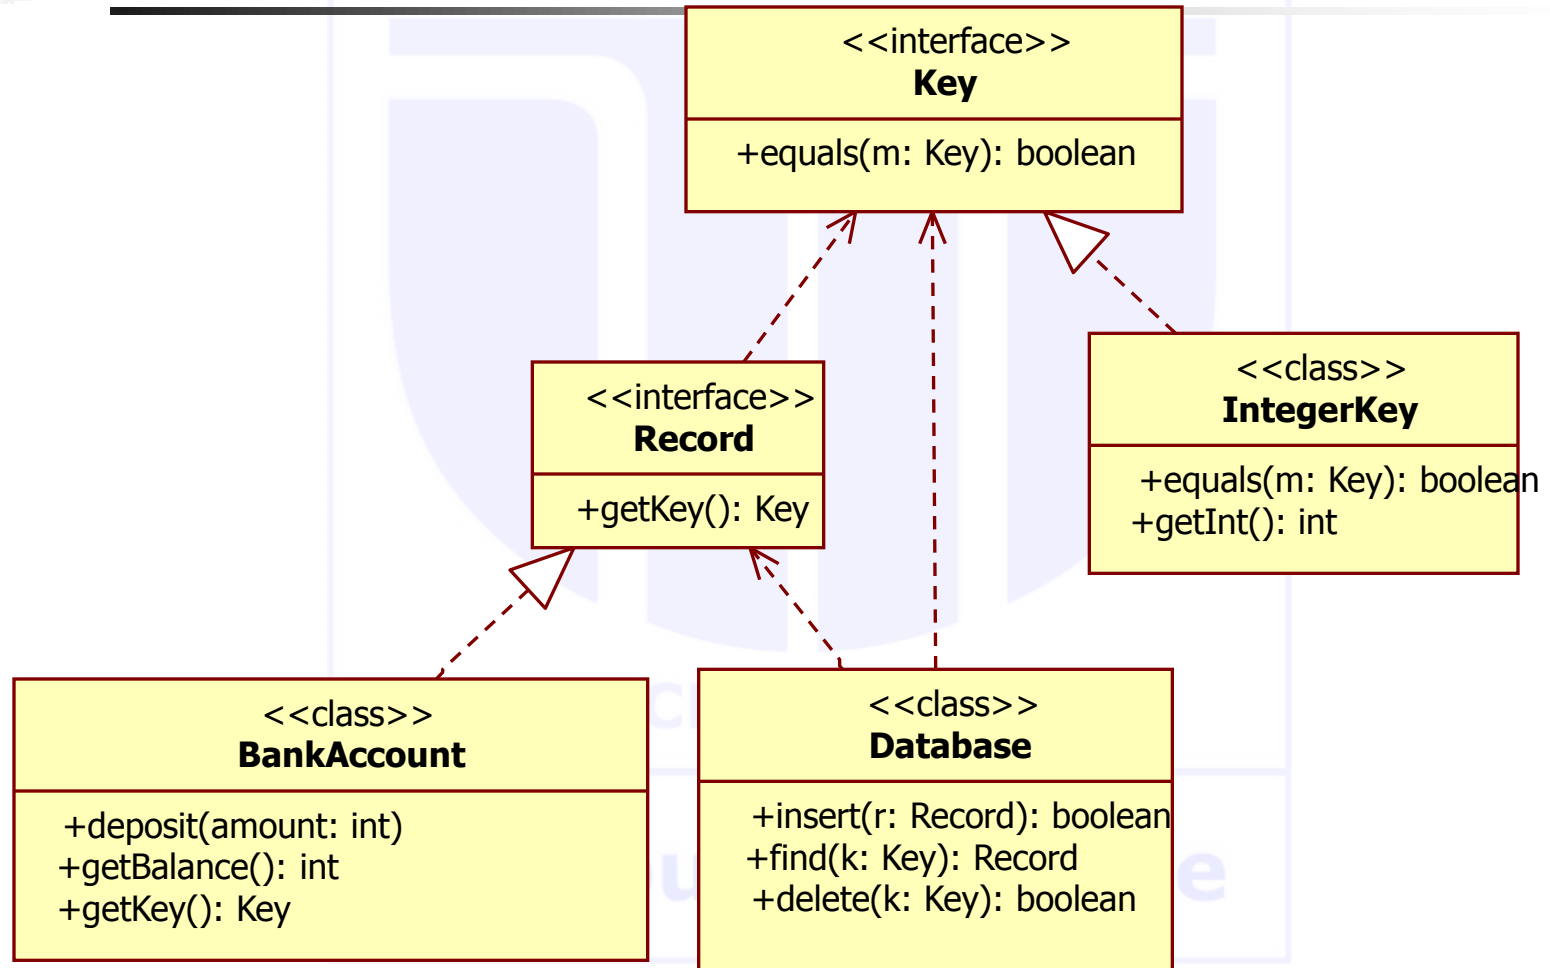 <<interface>>
Key
+equals(m: Key): boolean
<<interface>>
Record
+getKey(): Key
<<class>>
IntegerKey
+equals(m: Key): boolean
+getInt(): int
<<class>>
BankAccount
+deposit(amount: int)
+getBalance(): int
+getKey(): Key
<<class>>
Database
+insert(r: Record): boolean
+find(k: Key): Record
+delete(k: Key): boolean